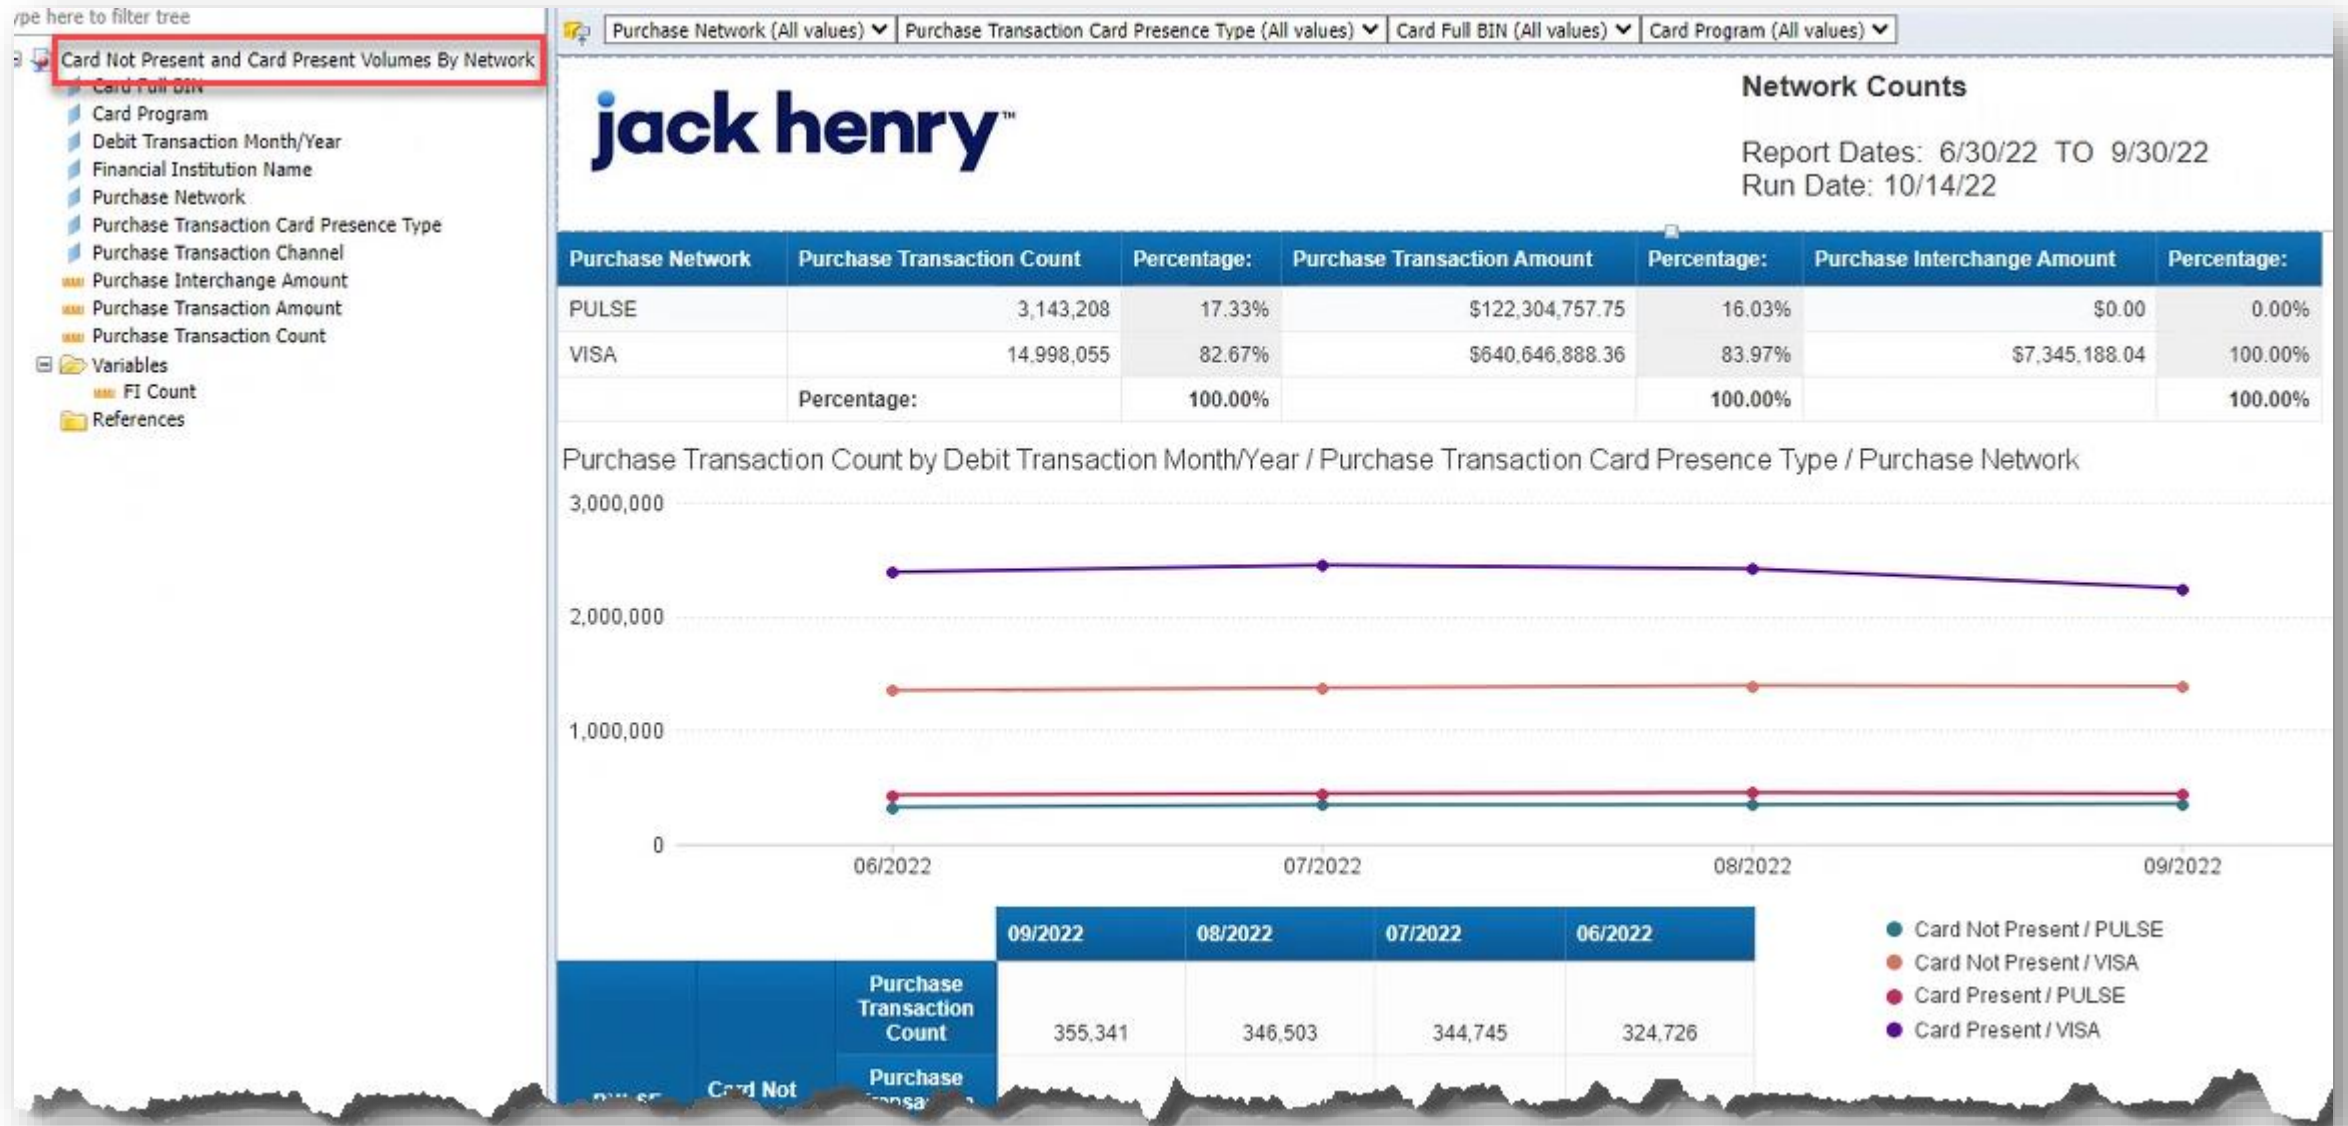 ype here to filter tree
Card Not Present and Card Present Volumes By Network
Card Full BIN
Card Program
Debit Transaction Month/Year
Financial Institution Name
Purchase Network
Purchase Transaction Card Presence Type
Purchase Transaction Channel
Purchase Interchange Amount
Purchase Transaction Amount
Purchase Transaction Count
Variables
FI Count
References
Purchase Network (All values) Purchase Transaction Card Presence Type (All values) Card Full BIN (All values) Card Program (All values)
jack henry™
Network Counts
Report Dates: 6/30/22 TO 9/30/22
Run Date: 10/14/22
Purchase Network Purchase Transaction Count Percentage: Purchase Transaction Amount Percentage: Purchase Interchange Amount Percentage:
PULSE 3,143,208 17.33% $122,304,757.75 16.03% $0.00 0.00%
VISA 14,998,055 82.67% $640,646,888.36 83.97% $7,345,188.04 100.00%
Percentage: 100.00% 100.00% 100.00%
Purchase Transaction Count by Debit Transaction Month/Year / Purchase Transaction Card Presence Type / Purchase Network
3,000,000
2,000,000
1,000,000
0
06/2022 07/2022 08/2022 09/2022
09/2022 08/2022 07/2022 06/2022
Purchase
Transaction
Count 355,341 346,503 344,745 324,726
Purchase
Card Not
Card Not Present / PULSE
Card Not Present / VISA
Card Present / PULSE
Card Present / VISA